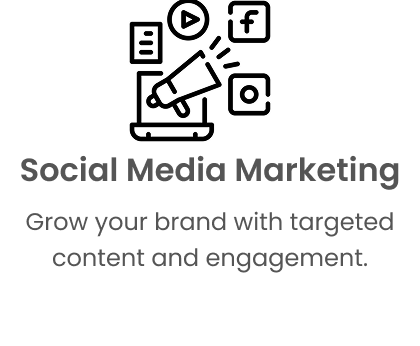 Social Media Marketing
Grow your brand with targeted
content and engagement.